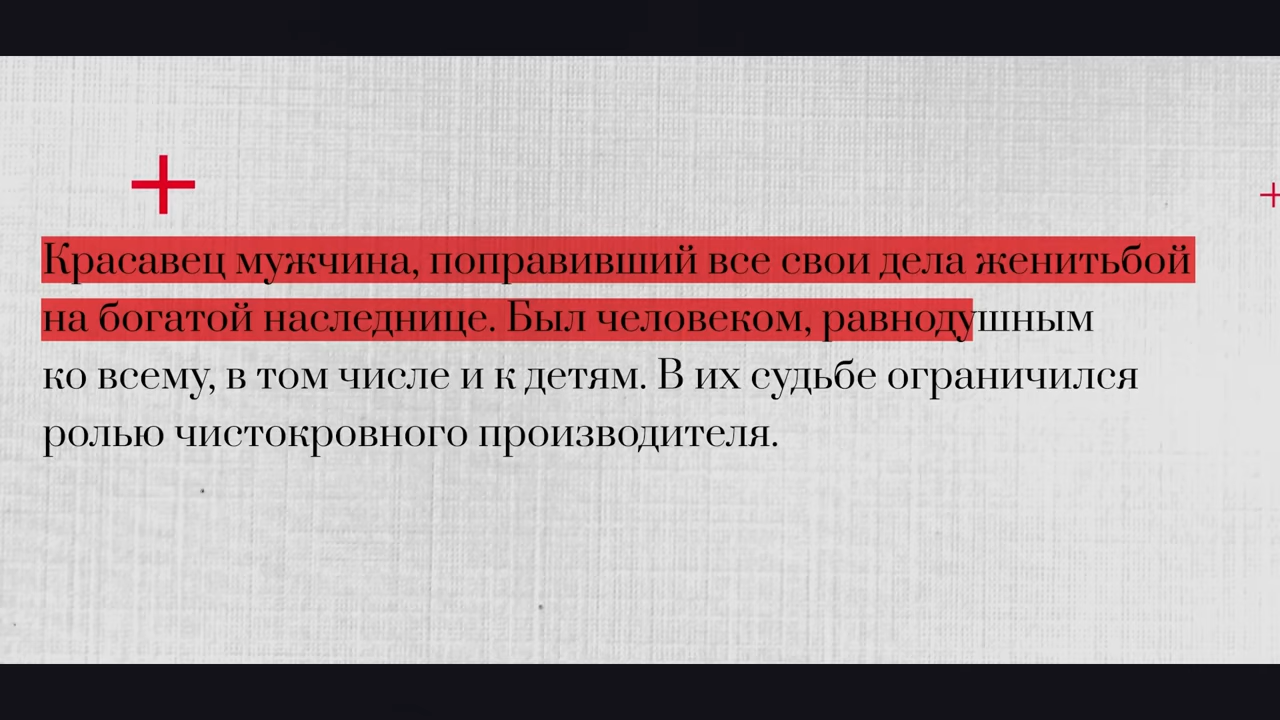 Красавец мужчина, поправивший все свои дела женитьбой
на богатой наследнице. Был человеком, равнодушным
ко всему, в том числе и к детям. В их судьбе ограничился
ролью чистокровного производителя.